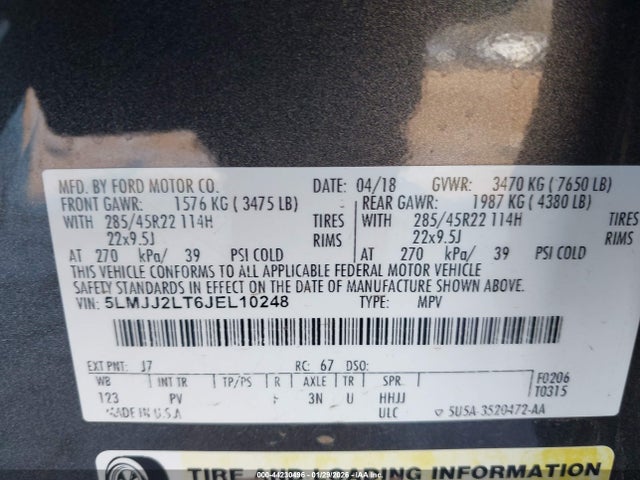 MFD. BY FORD MOTOR CO. DATE: 04/18 GVWR: 3470 KG ( 7650 LB)
FRONT GAWR: 1576 KG ( 3475 LB) REAR GAWR: 1987 KG ( 4380 LB)
WITH 285/45R22 114H TIRES WITH 285/45R22 114H TIRES
22x9.5J RIMS 22x9.5J RIMS
AT 270 kPa/ 39 PSI COLD AT 270 kPa/ 39 PSI COLD
THIS VEHICLE CONFORMS TO ALL APPLICABLE FEDERAL MOTOR VEHICLE
SAFETY STANDARDS IN EFFECT ON THE DATE OF MANUFACTURE SHOWN ABOVE.
VIN: 5LMJJ2LT6JEL10248 TYPE: MPV
EXT PNT: J7 RC: 67 DSO:
WB INT TR TP/PS R AXLE TR SPR
123 PV 3N U HHJJ
F0206
T0315
MADE IN U.S.A ULC 5U5A-3520472-AA
TIRE INFORMATION
000-44230496 - 01/29/2026 - IAAI